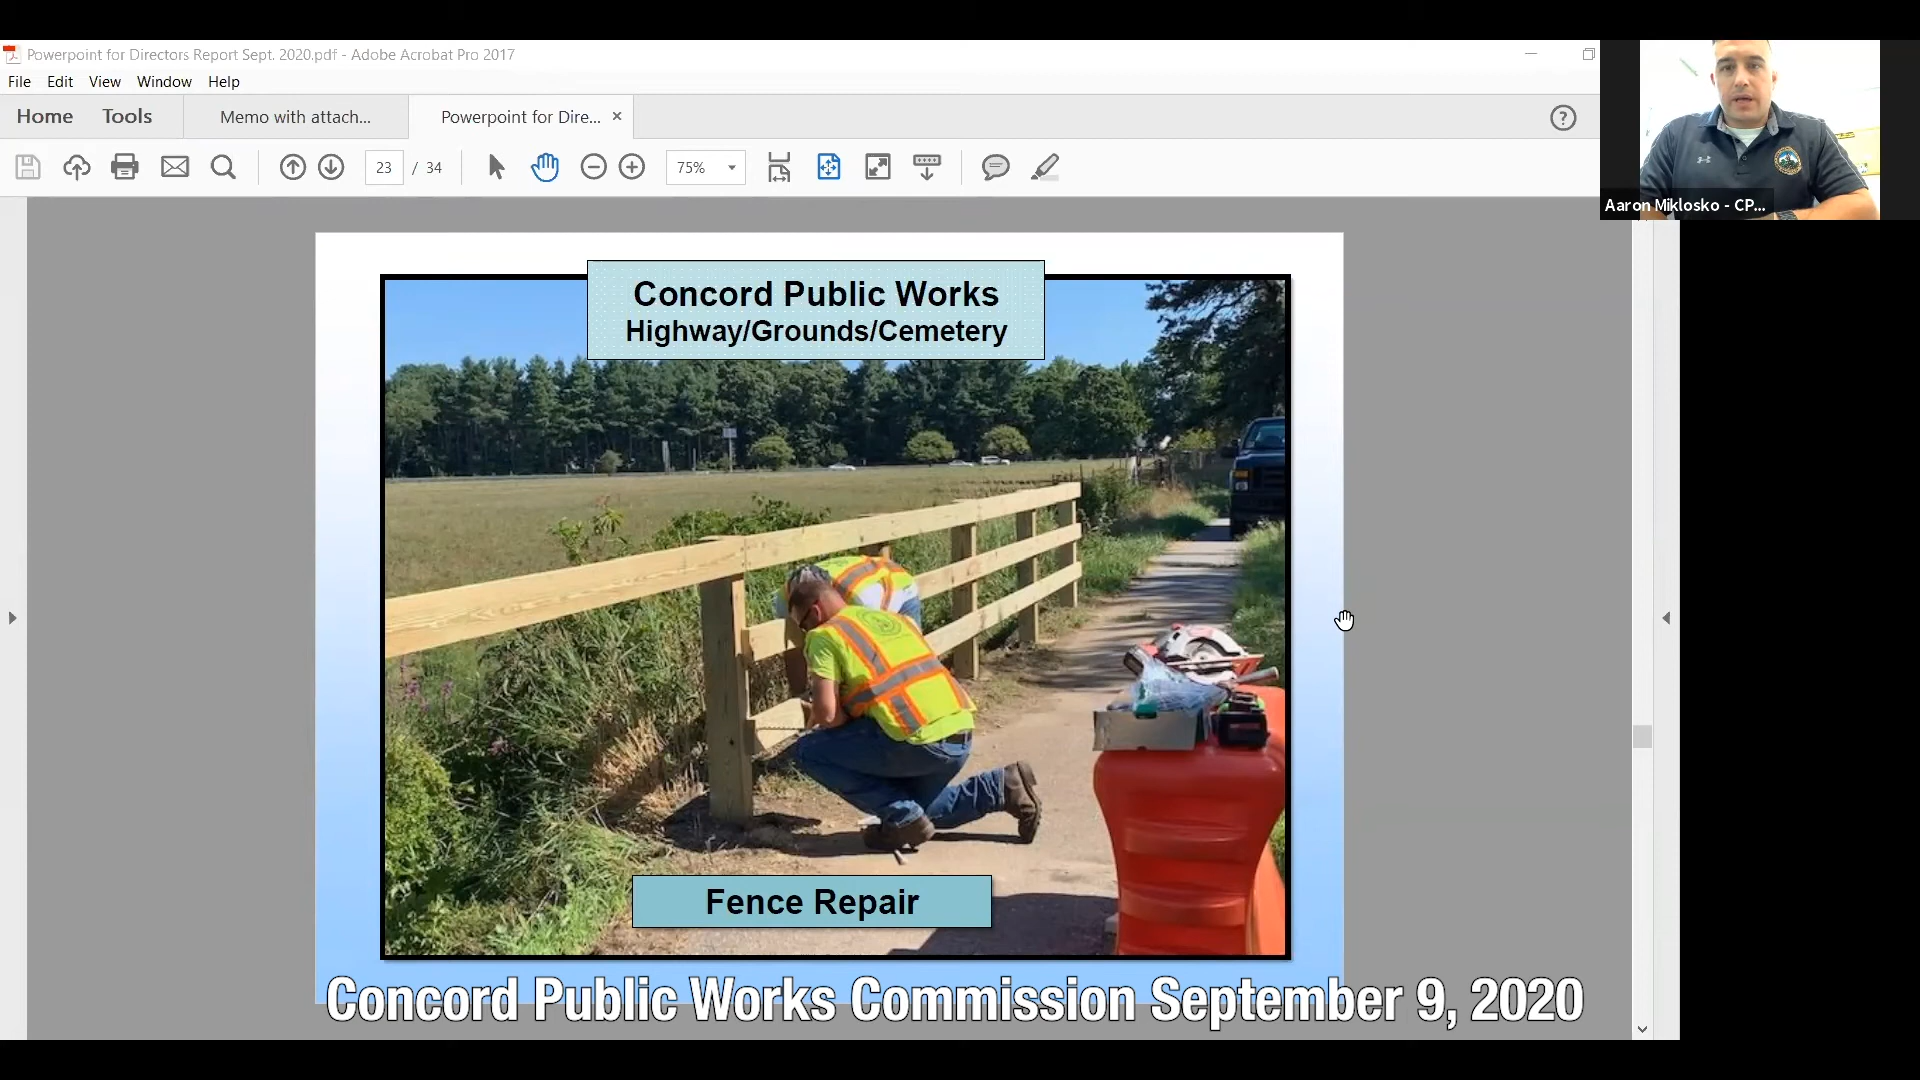 Powerpoint for Directors Report Sept. 2020.pdf - Adobe Acrobat Pro 2017
File Edit View Window Help
Home Tools Memo with attach... Powerpoint for Dire... ×
23 / 34 75%
Aaron Miklosko - CP...
Concord Public Works
Highway/Grounds/Cemetery
Fence Repair
Concord Public Works Commission September 9, 2020